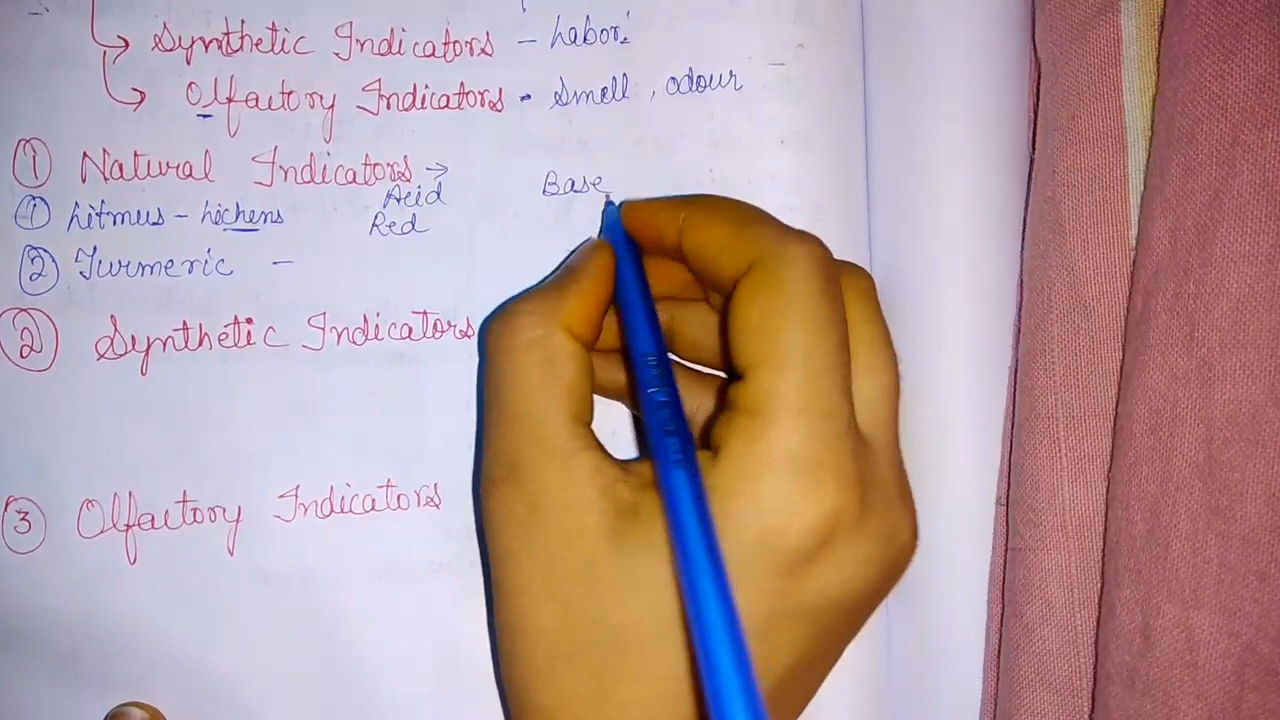 → Synthetic Indicators - Labor:
→ Olfactory Indicators - Smell, odour
① Natural Indicators →
Acid Base
① Litmus - Lichens Red
② Turmeric -
② Synthetic Indicators
③ Olfactory Indicators